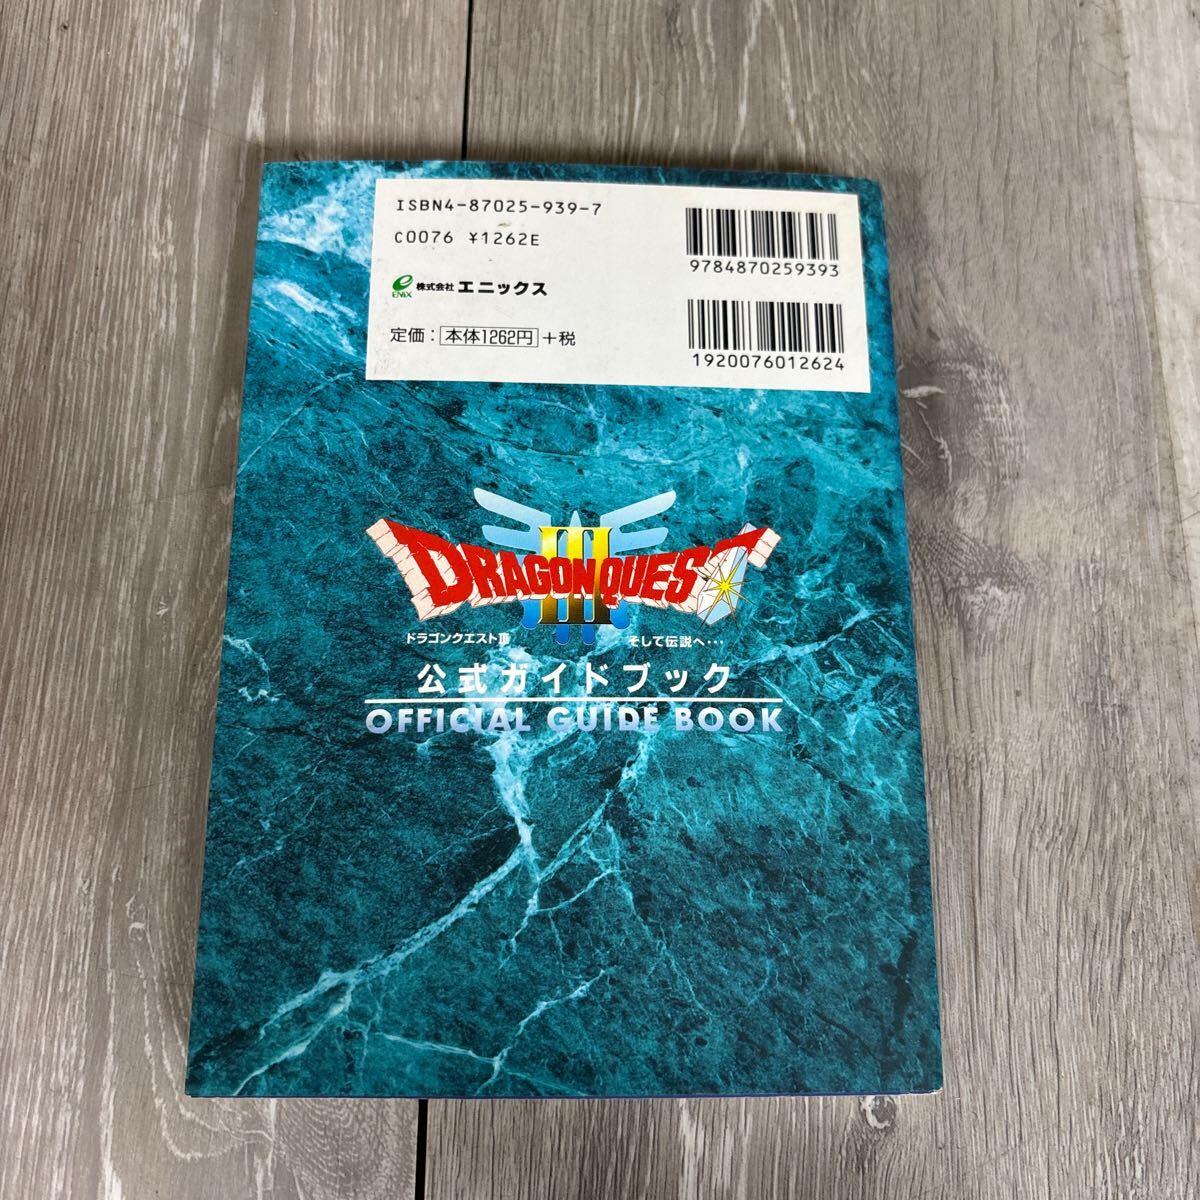 ISBN4-87025-939-7
C0076 ¥1262E
ENIX 株式会社エニックス
定価：本体1262円+税
9784870259393
1920076012624
DRAGON QUEST
III
ドラゴンクエストIII そして伝説へ・・・
公式ガイドブック
OFFICIAL GUIDE BOOK